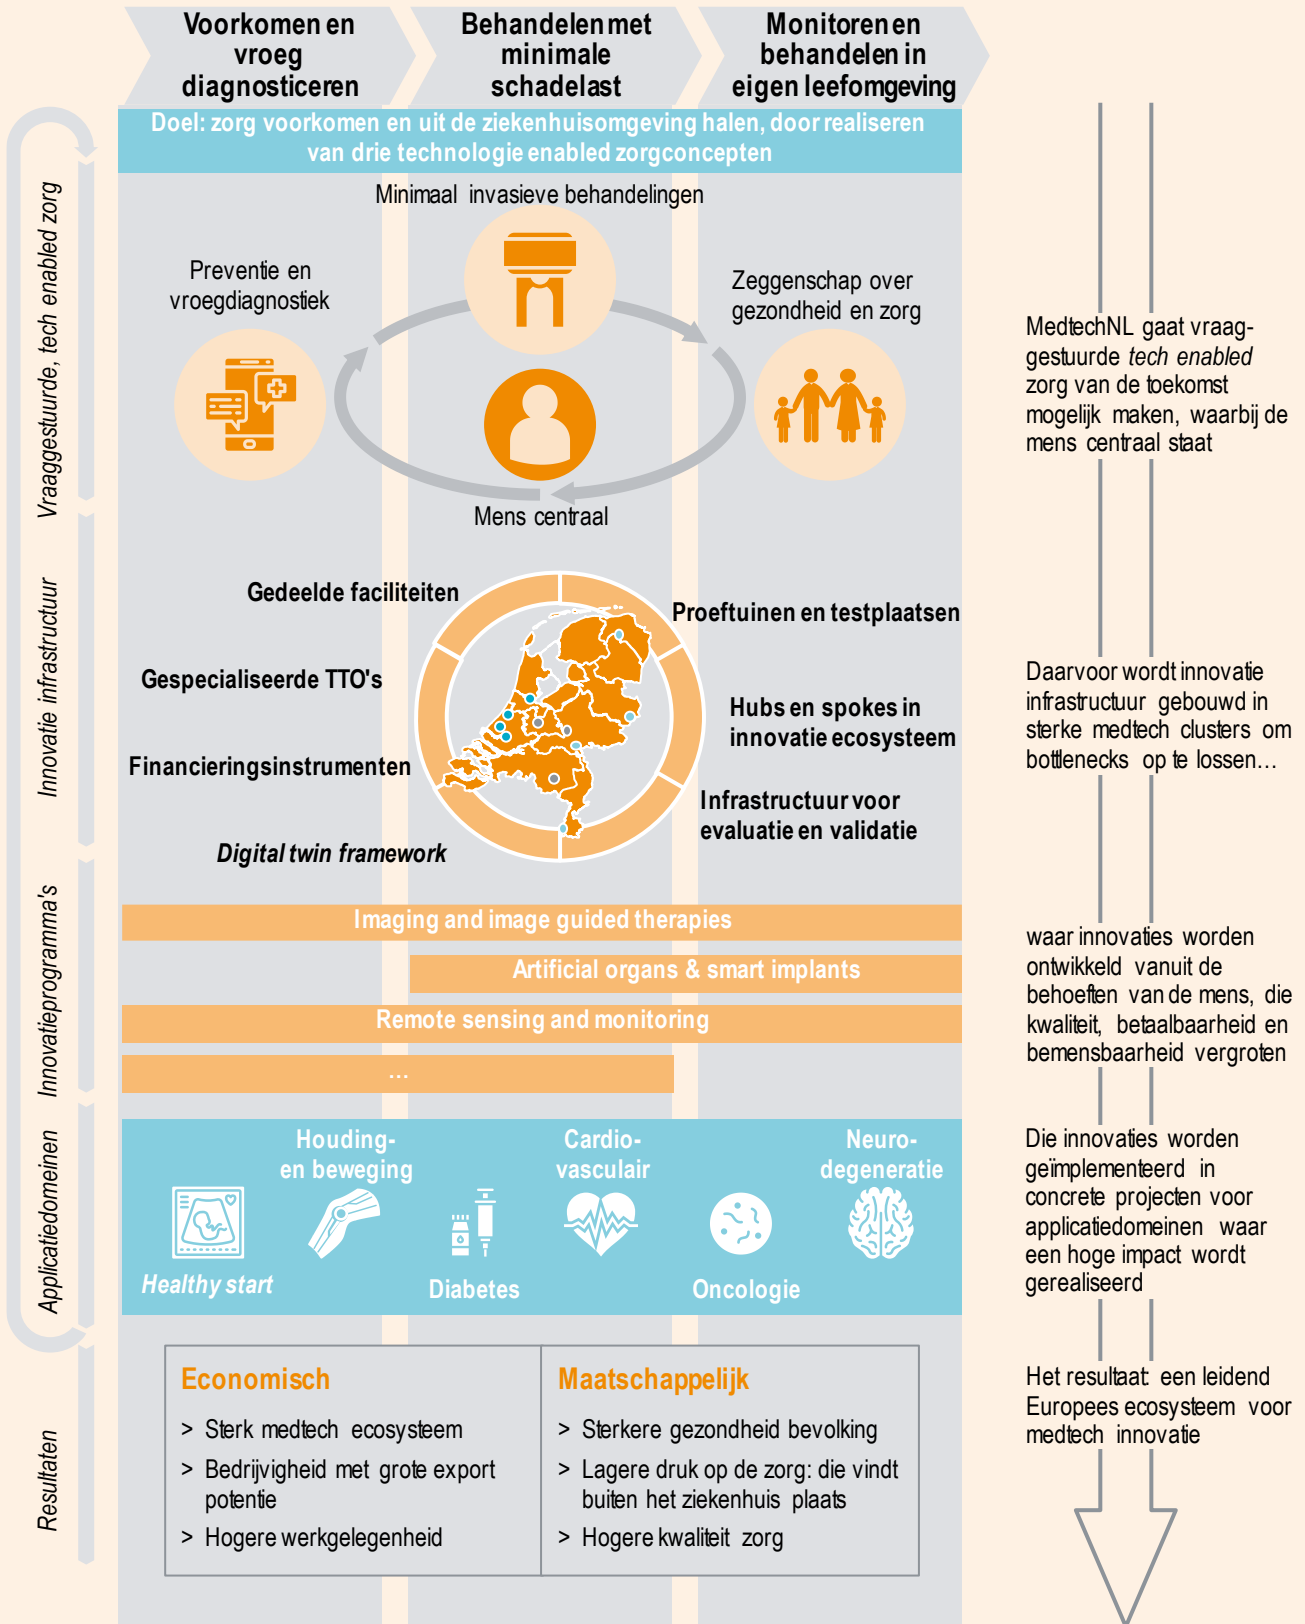 Voorkomen en
vroeg
diagnosticeren
Behandelen met
minimale
schadelast
Monitoren en
behandelen in
eigen leefomgeving
Doel: zorg voorkomen en uit de ziekenhuisomgeving halen, door realiseren
van drie technologie enabled zorgconcepten
Vraaggestuurde, tech enabled zorg
Minimaal invasieve behandelingen
Preventie en
vroegdiagnostiek
Zeggenschap over
gezondheid en zorg
Mens centraal
MedtechNL gaat vraag-
gestuurde tech enabled
zorg van de toekomst
mogelijk maken, waarbij de
mens centraal staat
Innovatie infrastructuur
Gedeelde faciliteiten
Gespecialiseerde TTO's
Financieringsinstrumenten
Digital twin framework
Proeftuinen en testplaatsen
Hubs en spokes in
innovatie ecosysteem
Infrastructuur voor
evaluatie en validatie
Daarvoor wordt innovatie
infrastructuur gebouwd in
sterke medtech clusters om
bottlenecks op te lossen…
Innovatieprogramma's
Imaging and image guided therapies
Artificial organs & smart implants
Remote sensing and monitoring
…
waar innovaties worden
ontwikkeld vanuit de
behoeften van de mens, die
kwaliteit, betaalbaarheid en
bemensbaarheid vergroten
Applicatiedomeinen
Healthy start
Houding-
en beweging
Diabetes
Cardio-
vasculair
Oncologie
Neuro-
degeneratie
Die innovaties worden
geïmplementeerd in
concrete projecten voor
applicatiedomeinen waar
een hoge impact wordt
gerealiseerd
Resultaten
Economisch
> Sterk medtech ecosysteem
> Bedrijvigheid met grote export
potentie
> Hogere werkgelegenheid
Maatschappelijk
> Sterkere gezondheid bevolking
> Lagere druk op de zorg: die vindt
buiten het ziekenhuis plaats
> Hogere kwaliteit zorg
Het resultaat: een leidend
Europees ecosysteem voor
medtech innovatie